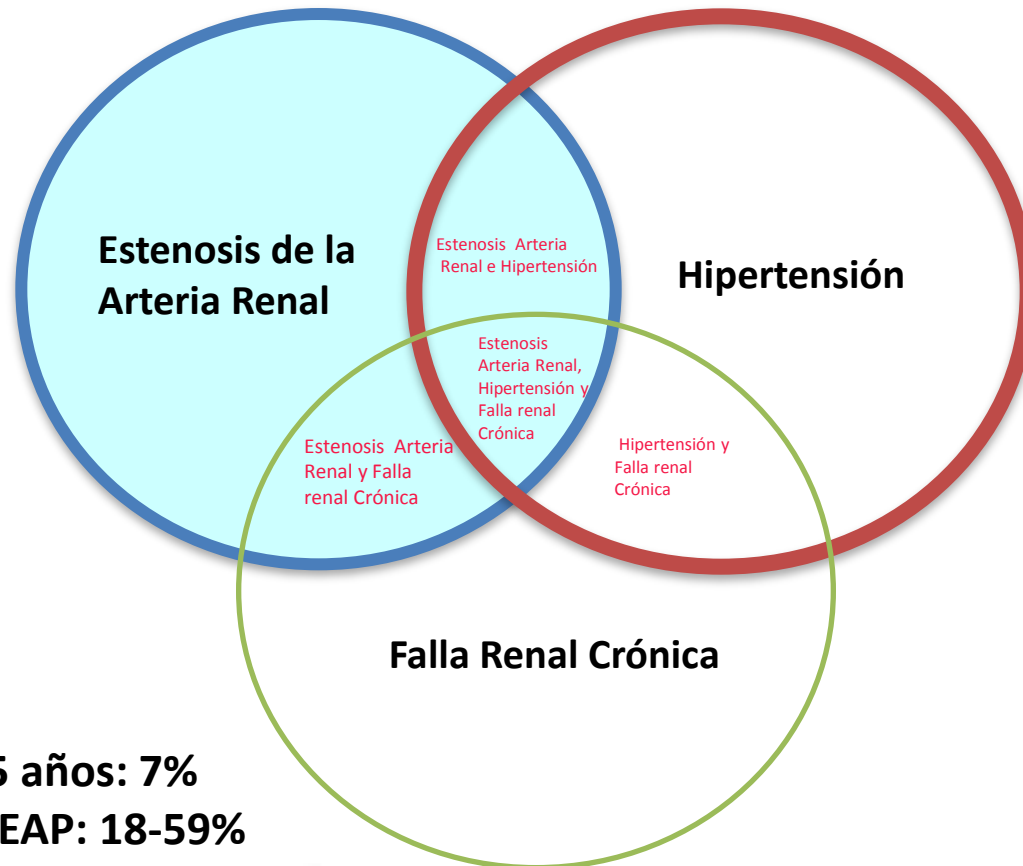 Estenosis de la
Arteria Renal
Estenosis Arteria
Renal e Hipertensión
Hipertensión
Estenosis
Arteria Renal,
Hipertensión y
Falla renal
Crónica
Estenosis Arteria
Renal y Falla
renal Crónica
Hipertensión y
Falla renal
Crónica
Falla Renal Crónica
5 años: 7%
EAP: 18-59%